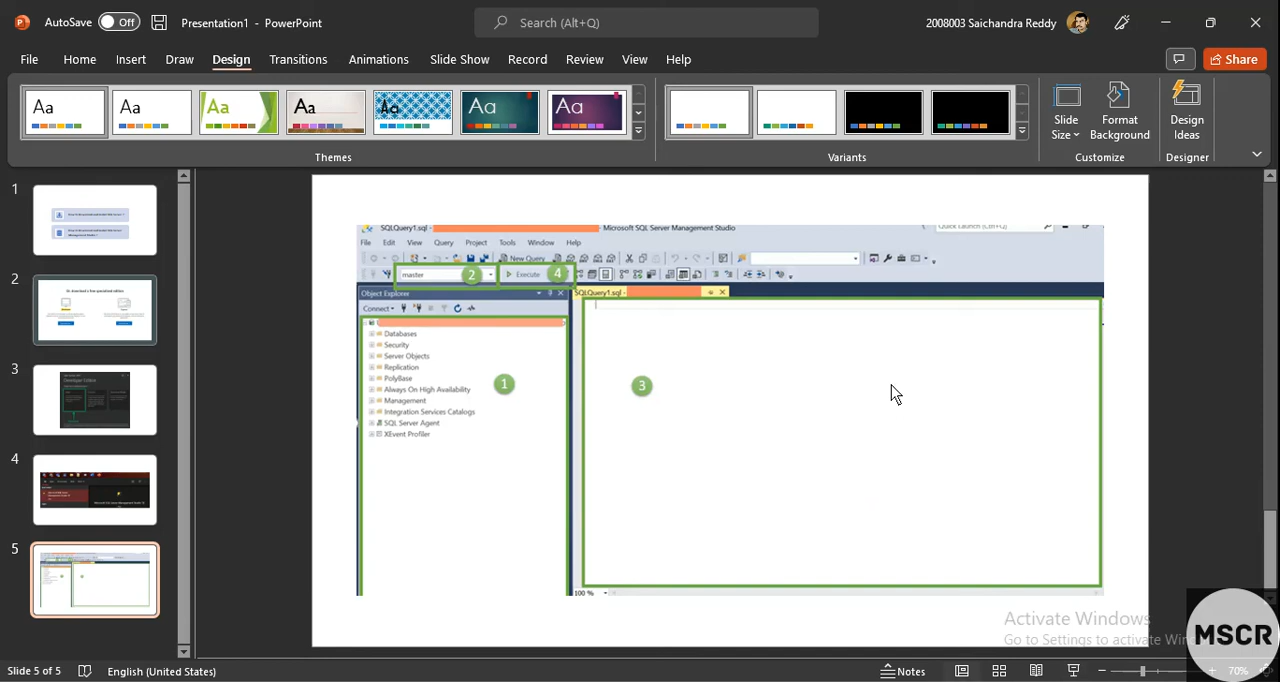 AutoSave Off Presentation1 - PowerPoint Search (Alt+Q) 2008003 Saichandra Reddy
File Home Insert Draw Design Transitions Animations Slide Show Record Review View Help Share
Aa Aa Aa Aa Aa Aa Aa
Slide Size
Format Background
Design Ideas
Themes Variants Customize Designer
1
2
3
4
5
SQLQuery1.sql - - Microsoft SQL Server Management Studio Quick Launch (Ctrl+Q)
File Edit View Query Project Tools Window Help
New Query
master 2 Execute 4
Object Explorer SQLQuery1.sql -
Connect
Databases
Security
Server Objects
Replication
PolyBase
Always On High Availability
Management
Integration Services Catalogs
SQL Server Agent
XEvent Profiler
1
3
100 %
Activate Windows
Go to Settings to activate Win
MSCR
Slide 5 of 5 English (United States) Notes 70%